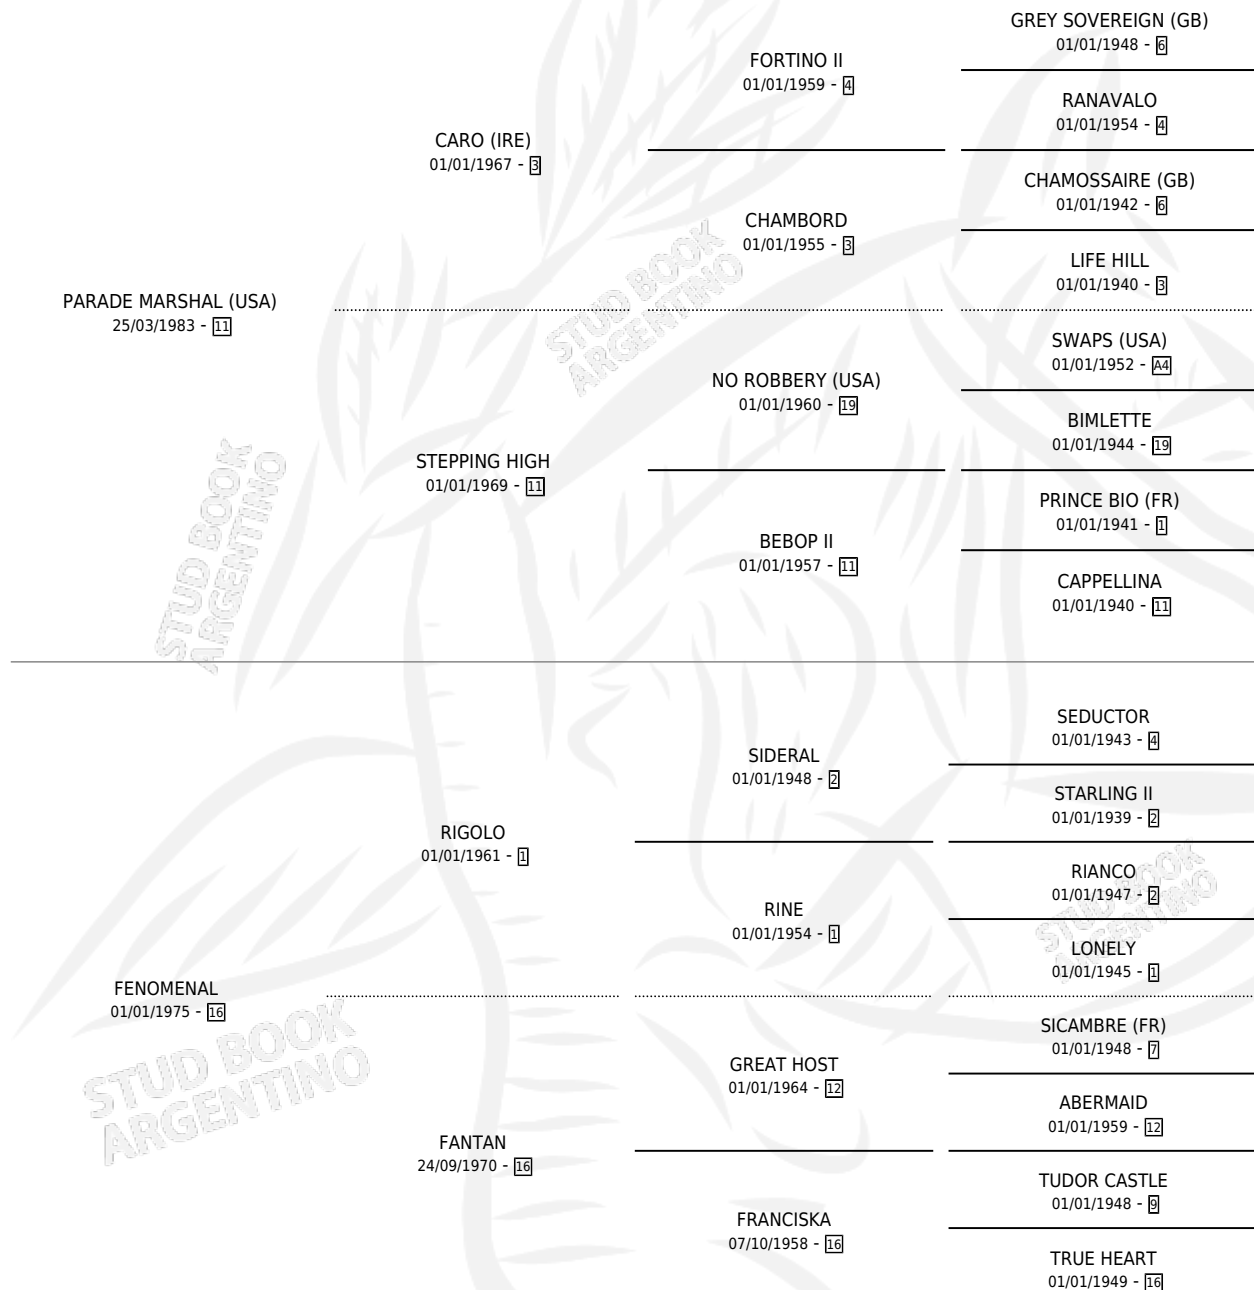 GREY SOVEREIGN (GB)
01/01/1948 - 6
FORTINO II
01/01/1959 - 4
RANAVALO
01/01/1954 - 4
CARO (IRE)
01/01/1967 - 3
CHAMOSSAIRE (GB)
01/01/1942 - 6
CHAMBORD
01/01/1955 - 3
LIFE HILL
01/01/1940 - 3
PARADE MARSHAL (USA)
25/03/1983 - 11
SWAPS (USA)
01/01/1952 - A4
NO ROBBERY (USA)
01/01/1960 - 19
BIMLETTE
01/01/1944 - 19
STEPPING HIGH
01/01/1969 - 11
PRINCE BIO (FR)
01/01/1941 - 1
BEBOP II
01/01/1957 - 11
CAPPELLINA
01/01/1940 - 11
SEDUCTOR
01/01/1943 - 4
SIDERAL
01/01/1948 - 2
STARLING II
01/01/1939 - 2
RIGOLO
01/01/1961 - 1
RIANCO
01/01/1947 - 2
RINE
01/01/1954 - 1
LONELY
01/01/1945 - 1
FENOMENAL
01/01/1975 - 16
SICAMBRE (FR)
01/01/1948 - 7
GREAT HOST
01/01/1964 - 12
ABERMAID
01/01/1959 - 12
FANTAN
24/09/1970 - 16
TUDOR CASTLE
01/01/1948 - 9
FRANCISKA
07/10/1958 - 16
TRUE HEART
01/01/1949 - 16
STUD BOOK
ARGENTINO
STUD BOOK
ARGENTINO
STUD BOOK
ARGENTINO
STUD BOOK
ARGENTINO